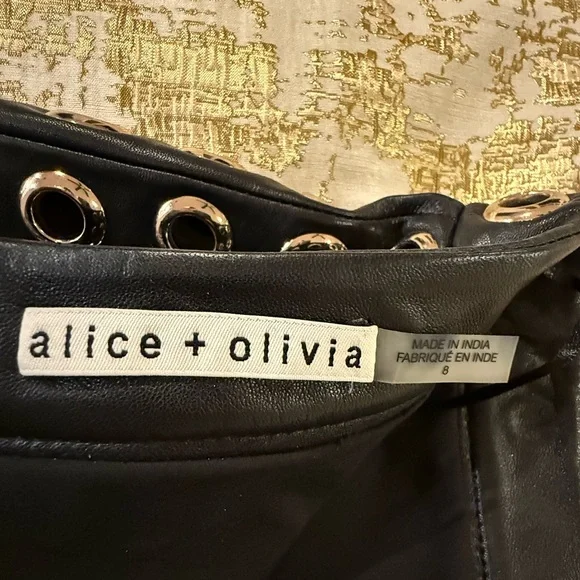 alice + olivia
MADE IN INDIA
FABRIQUÉ EN INDE
8